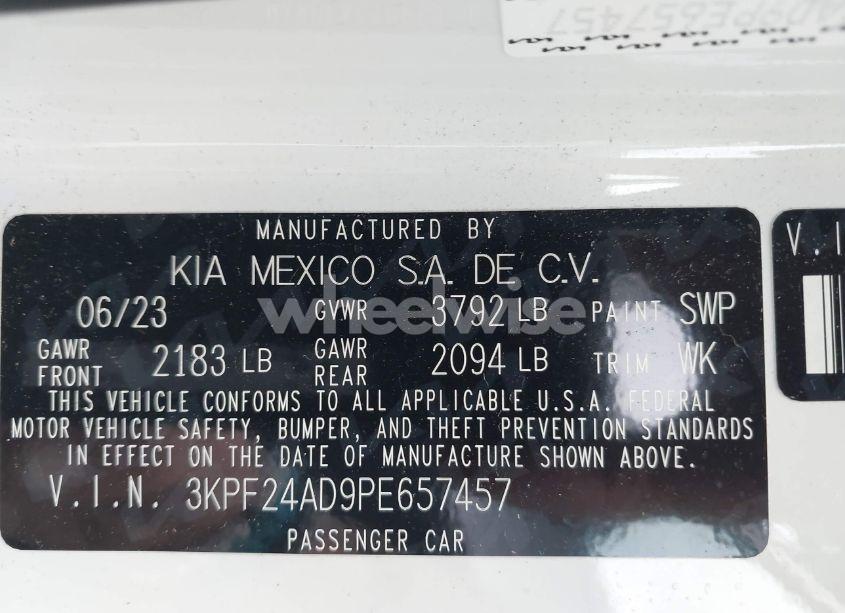 AD9PE657457
MANUFACTURED BY
KIA MEXICO S.A. DE. C.V.
06/23 GVWR 3792 LB PAINT SWP
wheelwise
GAWR FRONT 2183 LB GAWR REAR 2094 LB TRIM WK
THIS VEHICLE CONFORMS TO ALL APPLICABLE U.S.A. FEDERAL
MOTOR VEHICLE SAFETY, BUMPER, AND THEFT PREVENTION STANDARDS
IN EFFECT ON THE DATE OF MANUFACTURE SHOWN ABOVE.
V.I.N. 3KPF24AD9PE657457
PASSENGER CAR
V.I